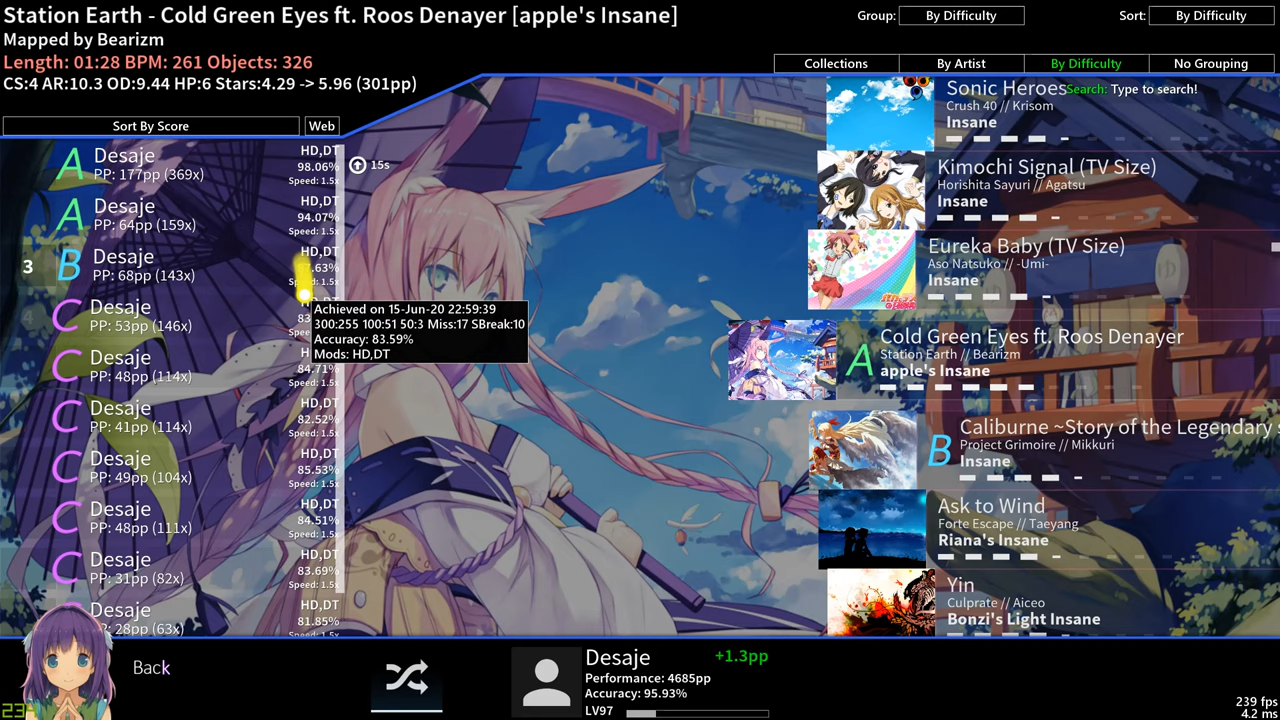 Station Earth - Cold Green Eyes ft. Roos Denayer [apple's Insane]
Mapped by Bearizm
Length: 01:28 BPM: 261 Objects: 326
CS:4 AR:10.3 OD:9.44 HP:6 Stars:4.29 -> 5.96 (301pp)
Group: By Difficulty
Sort: By Difficulty
Collections
By Artist
By Difficulty
No Grouping
Search: Type to search!
Sort By Score
Web
A
Desaje
PP: 177pp (369x)
HD,DT
98.06%
Speed: 1.5x
15s
A
Desaje
PP: 64pp (159x)
HD,DT
94.07%
Speed: 1.5x
3
B
Desaje
PP: 68pp (143x)
HD,DT
Speed: 1.5x
C
Desaje
PP: 53pp (146x)
Achieved on 15-Jun-20 22:59:39
300:255 100:51 50:3 Miss:17 SBreak:10
Accuracy: 83.59%
Mods: HD,DT
C
Desaje
PP: 48pp (114x)
84.71%
Speed: 1.5x
C
Desaje
PP: 41pp (114x)
HD,DT
82.52%
Speed: 1.5x
C
Desaje
PP: 49pp (104x)
HD,DT
85.53%
Speed: 1.5x
C
Desaje
PP: 48pp (111x)
HD,DT
84.51%
Speed: 1.5x
C
Desaje
PP: 31pp (82x)
HD,DT
83.69%
Speed: 1.5x
Desaje
28pp (63x)
HD,DT
81.85%
Speed: 1.5x
Sonic Heroes
Crush 40 // Krisom
Insane
Kimochi Signal (TV Size)
Horishita Sayuri // Agatsu
Insane
Eureka Baby (TV Size)
Aso Natsuko // -Umi-
Insane
A
Cold Green Eyes ft. Roos Denayer
Station Earth // Bearizm
apple's Insane
B
Caliburne ~Story of the Legendary s
Project Grimoire // Mikkuri
Insane
Ask to Wind
Forte Escape // Taeyang
Riana's Insane
Yin
Culprate // Aiceo
Bonzi's Light Insane
Back
Desaje
+1.3pp
Performance: 4685pp
Accuracy: 95.93%
LV97
239 fps
4.2 ms